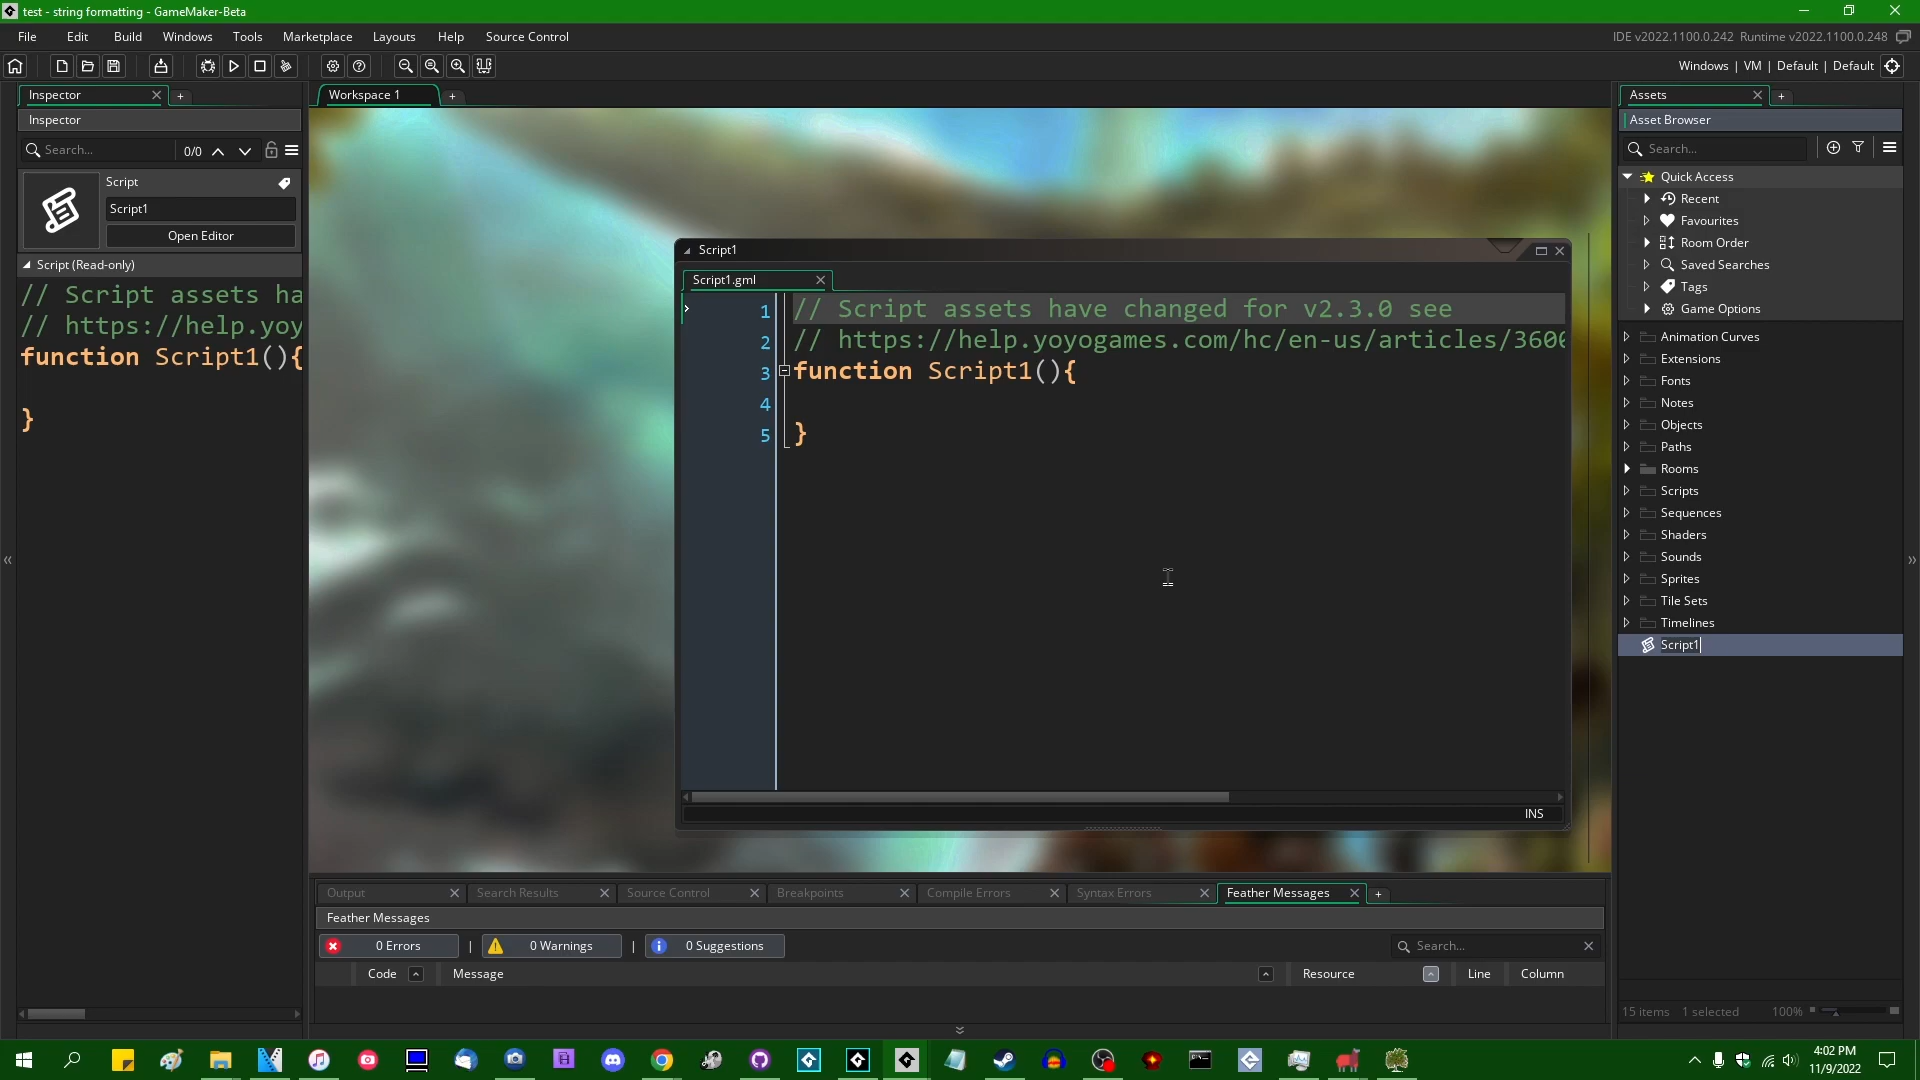 test - string formatting - GameMaker-Beta
File Edit Build Windows Tools Marketplace Layouts Help Source Control
IDE v2022.1100.0.242 Runtime v2022.1100.0.248
Windows | VM | Default | Default
Inspector
Workspace 1
Assets
Inspector
Asset Browser
Search...
0/0
Search...
Script
Script1
Open Editor
Script (Read-only)
// Script assets ha
// https://help.yoy
function Script1(){
}
Script1
Script1.gml
1 // Script assets have changed for v2.3.0 see
2 // https://help.yoyogames.com/hc/en-us/articles/3600
3 function Script1(){
4
5 }
INS
Quick Access
Recent
Favourites
Room Order
Saved Searches
Tags
Game Options
Animation Curves
Extensions
Fonts
Notes
Objects
Paths
Rooms
Scripts
Sequences
Shaders
Sounds
Sprites
Tile Sets
Timelines
Script1
15 items 1 selected 100%
Output Search Results Source Control Breakpoints Compile Errors Syntax Errors Feather Messages
Feather Messages
0 Errors | 0 Warnings | 0 Suggestions
Search...
Code Message Resource Line Column
4:02 PM
11/9/2022